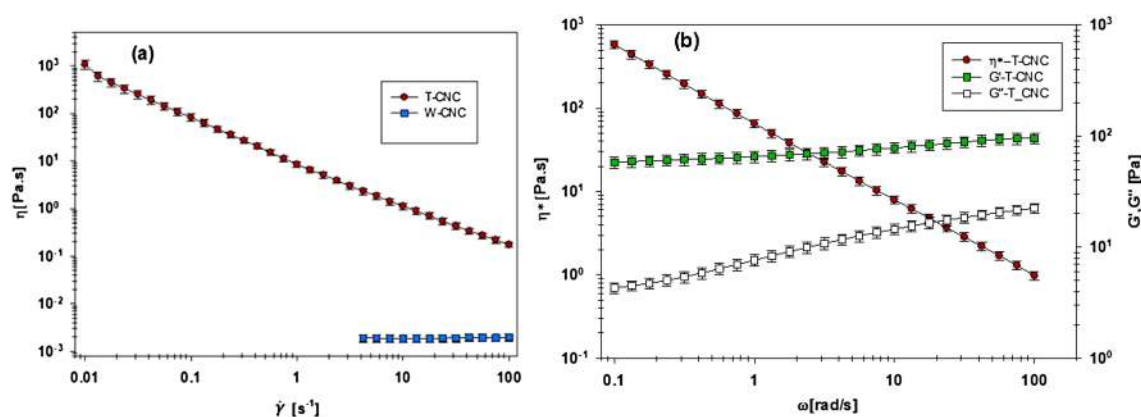 (a)
T-CNC
W-CNC
η [Pa.s]
10³
10²
10¹
10⁰
10⁻¹
10⁻²
10⁻³
0.01 0.1 1 10 100
γ̇ [s⁻¹]
(b)
η*–T-CNC
G'-T-CNC
G''-T_CNC
η* [Pa.s]
10³
10²
10¹
10⁰
10⁻¹
G',G'' [Pa]
10³
10²
10¹
10⁰
0.1 1 10 100
ω[rad/s]